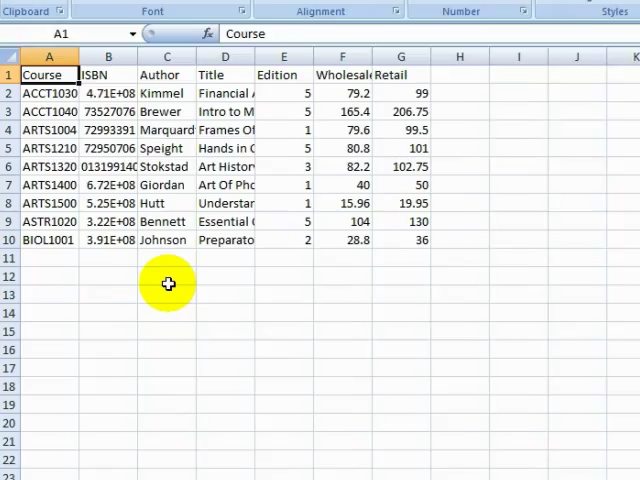 Clipboard Font Alignment Number Styles
A1 fx Course
A B C D E F G H I J K
1 Course ISBN Author Title Edition Wholesale Retail
2 ACCT1030 4.71E+08 Kimmel Financial A 5 79.2 99
3 ACCT1040 73527076 Brewer Intro to M 5 165.4 206.75
4 ARTS1004 72993391 Marquard Frames Of 1 79.6 99.5
5 ARTS1210 72950706 Speight Hands in C 5 80.8 101
6 ARTS1320 013199140 Stokstad Art History 3 82.2 102.75
7 ARTS1400 6.72E+08 Giordan Art Of Pho 1 40 50
8 ARTS1500 5.25E+08 Hutt Understan 1 15.96 19.95
9 ASTR1020 3.22E+08 Bennett Essential C 5 104 130
10 BIOL1001 3.91E+08 Johnson Preparato 2 28.8 36
11
12
13
14
15
16
17
18
19
20
21
22
23